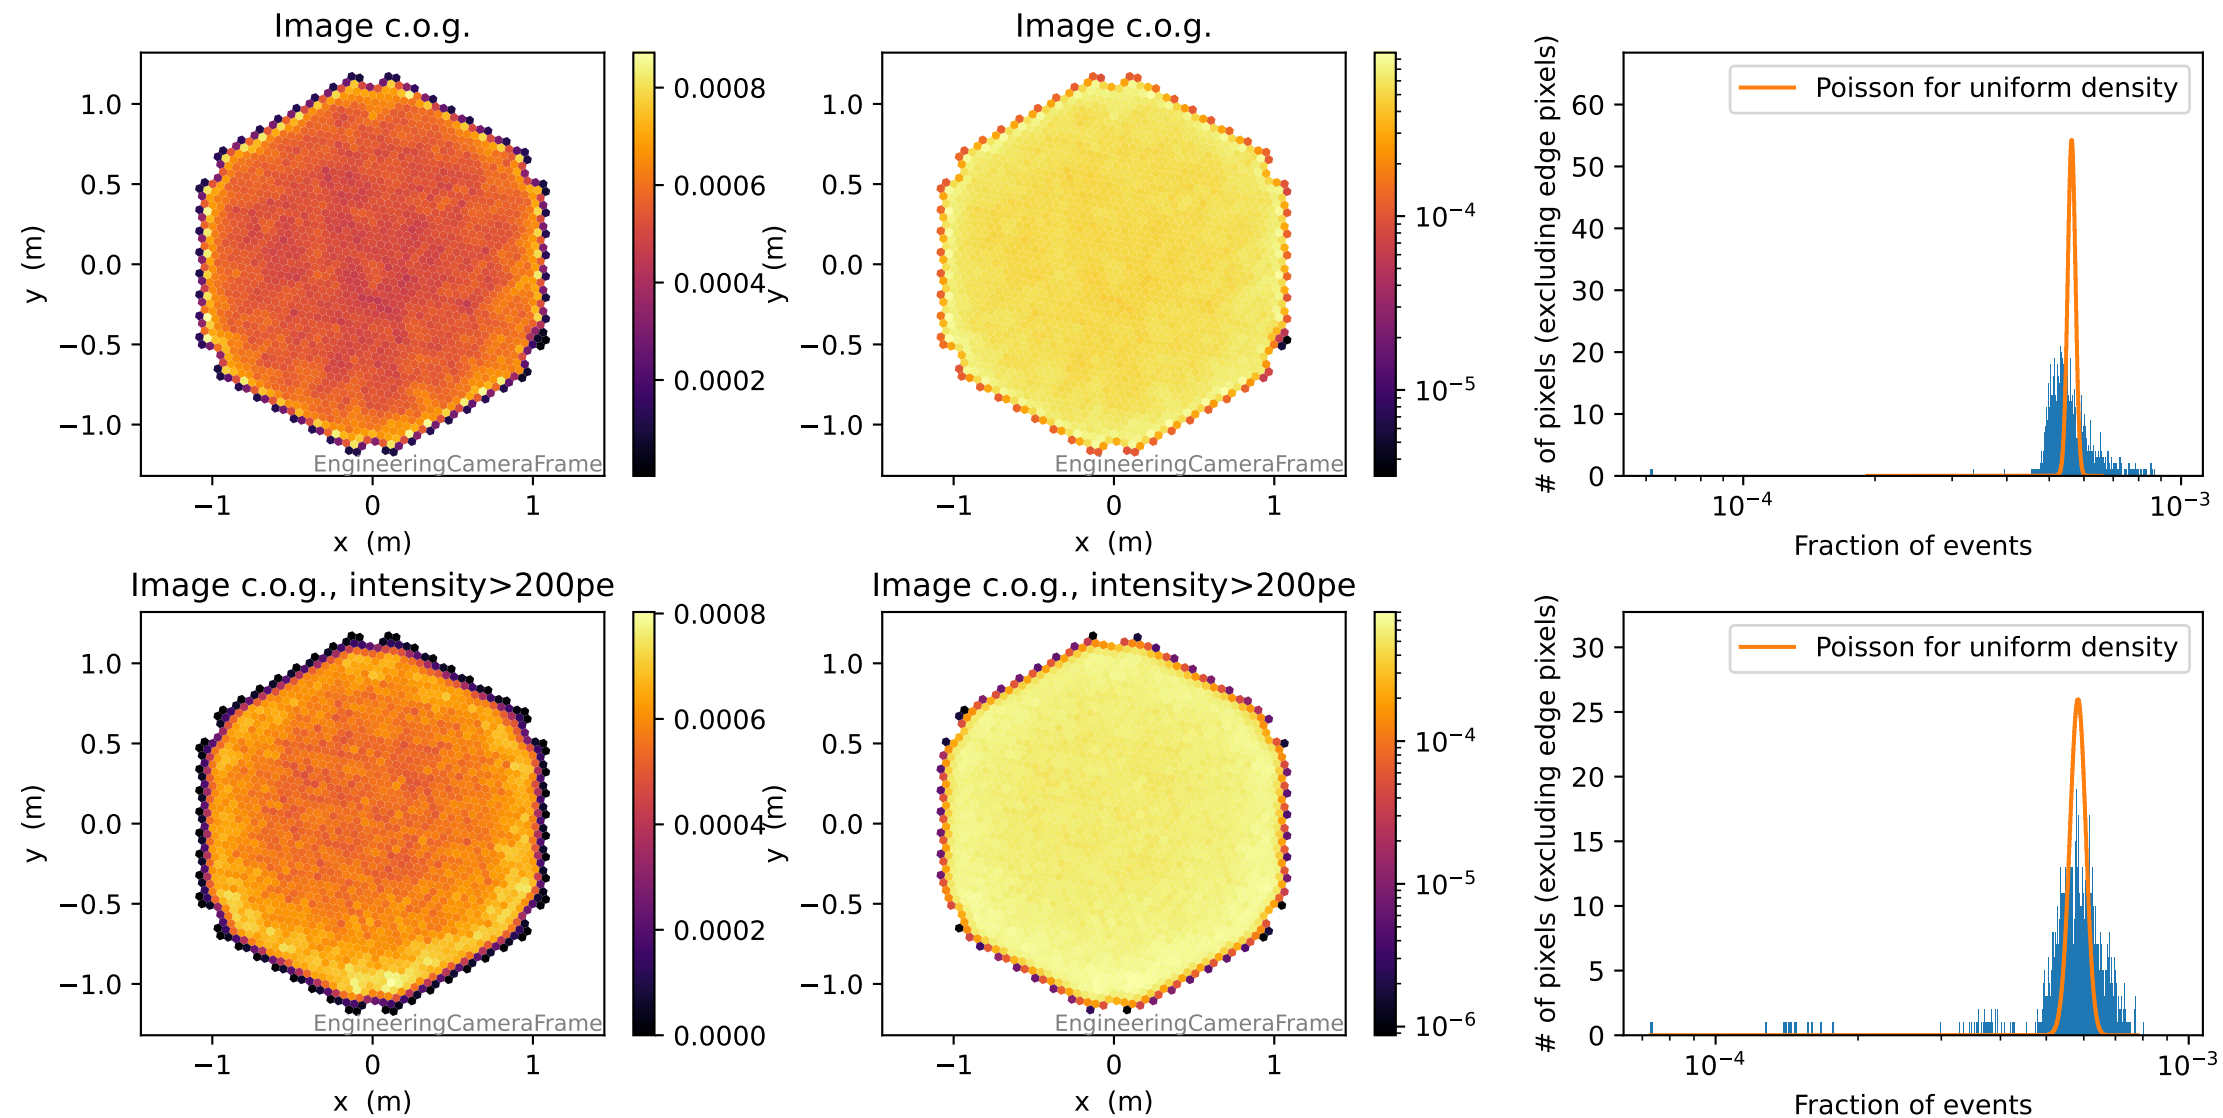 Image c.o.g.
1.0
0.5
0.0
−0.5
−1.0
y (m)
−1
0
1
x (m)
EngineeringCameraFrame
0.0008
0.0006
0.0004
0.0002
Image c.o.g.
1.0
0.5
0.0
−0.5
−1.0
y (m)
−1
0
1
x (m)
EngineeringCameraFrame
10⁻⁴
10⁻⁵
# of pixels (excluding edge pixels)
60
50
40
30
20
10
0
Poisson for uniform density
10⁻⁴
10⁻³
Fraction of events
Image c.o.g., intensity>200pe
1.0
0.5
0.0
−0.5
−1.0
y (m)
−1
0
1
x (m)
EngineeringCameraFrame
0.0008
0.0006
0.0004
0.0002
0.0000
Image c.o.g., intensity>200pe
1.0
0.5
0.0
−0.5
−1.0
y (m)
−1
0
1
x (m)
EngineeringCameraFrame
10⁻⁴
10⁻⁵
10⁻⁶
# of pixels (excluding edge pixels)
30
25
20
15
10
5
0
Poisson for uniform density
10⁻⁴
10⁻³
Fraction of events